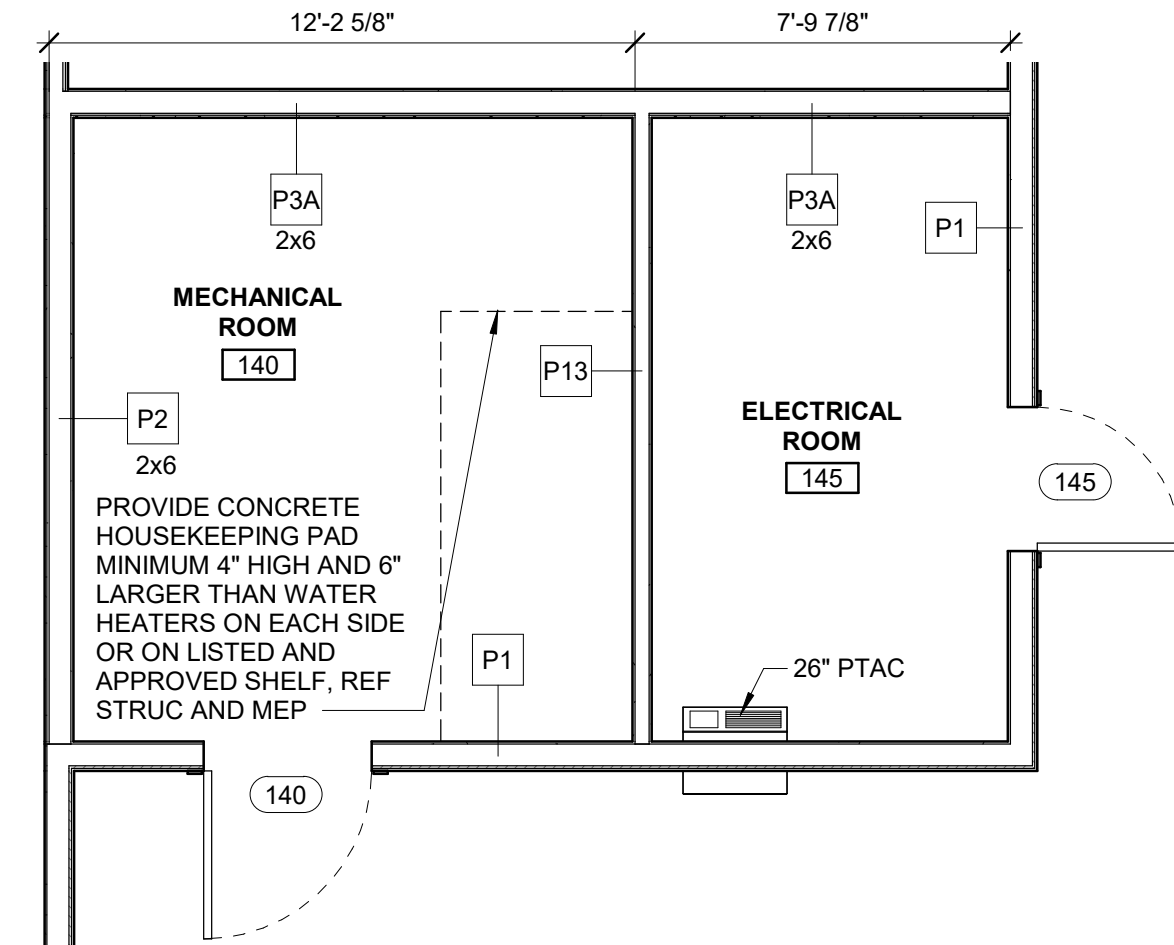 12'-2 5/8"
7'-9 7/8"
P3A
2x6
P3A
2x6
P1
MECHANICAL
ROOM
140
P13
P2
2x6
ELECTRICAL
ROOM
145
145
PROVIDE CONCRETE
HOUSEKEEPING PAD
MINIMUM 4" HIGH AND 6"
LARGER THAN WATER
HEATERS ON EACH SIDE
OR ON LISTED AND
APPROVED SHELF, REF
STRUC AND MEP
P1
26" PTAC
140